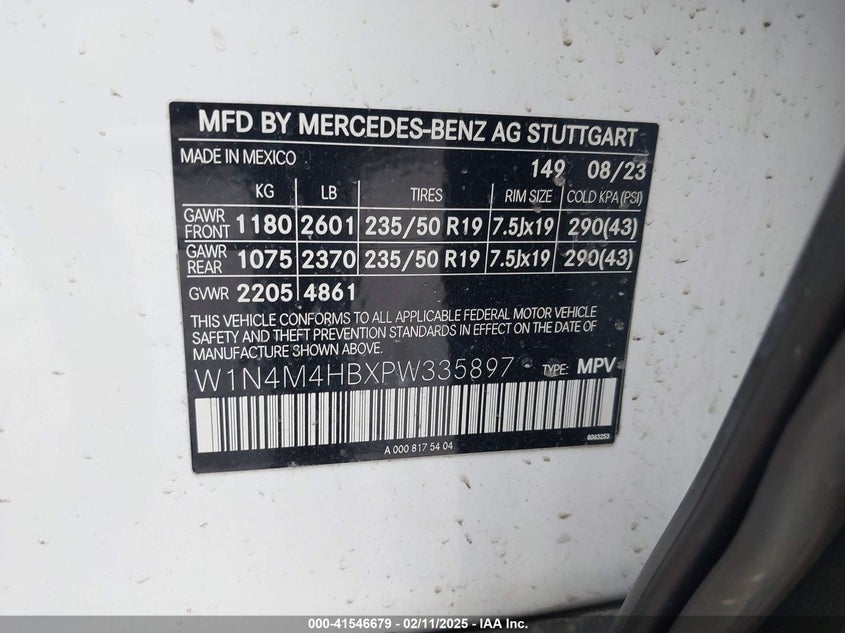 MFD BY MERCEDES-BENZ AG STUTTGART
MADE IN MEXICO 149 08/23
KG LB TIRES RIM SIZE COLD KPA (PSI)
GAWR FRONT 1180 2601 235/50 R19 7.5Jx19 290(43)
GAWR REAR 1075 2370 235/50 R19 7.5Jx19 290(43)
GVWR 2205 4861
THIS VEHICLE CONFORMS TO ALL APPLICABLE FEDERAL MOTOR VEHICLE
SAFETY AND THEFT PREVENTION STANDARDS IN EFFECT ON THE DATE OF
MANUFACTURE SHOWN ABOVE.
W1N4M4HBXPW335897 TYPE: MPV
A 000 817 54 04 8063253
000-41546679 - 02/11/2025 - IAA Inc.